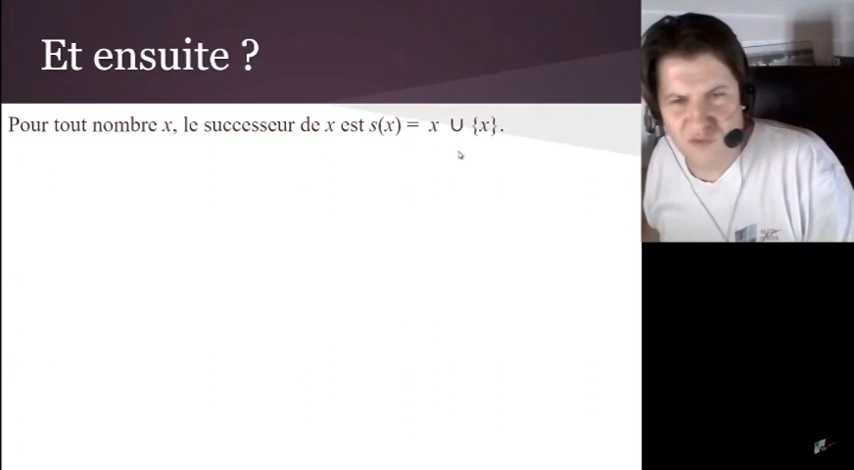 Et ensuite ?
Pour tout nombre x, le successeur de x est s(x) = x ∪ {x}.